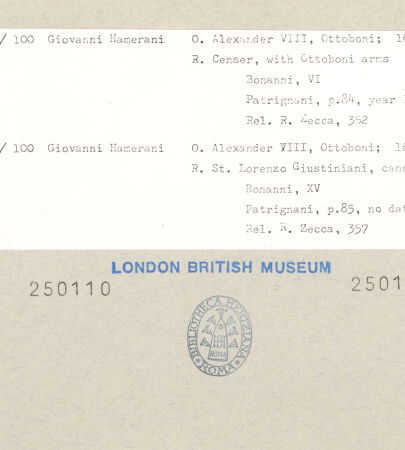 / 100 Giovanni Hamerani O. Alexander VIII, Ottoboni; 16
R. Censer, with Ottoboni arms
Bonanni, VI
Patrignani, p.84, year
Rel. R. Zecca, 352
/ 100 Giovanni Hamerani O. Alexander VIII, Ottoboni; 16
R. St. Lorenzo Giustiniani, cano
Bonanni, XV
Patrignani, p.85, no dat
Rel. R. Zecca, 357
LONDON BRITISH MUSEUM
250110 2501
BIBLIOTHECA HERTZIANA
ROMA
ROMA